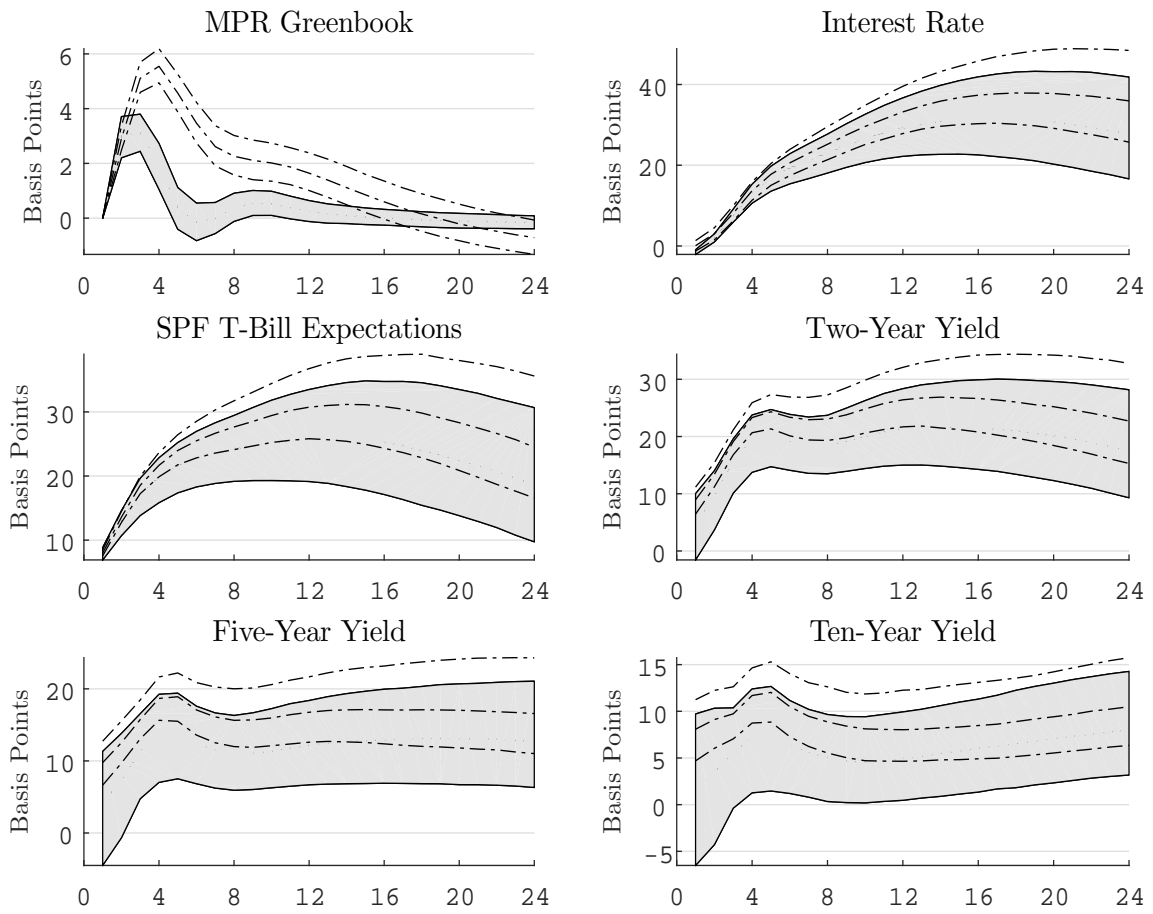 MPR Greenbook
Basis Points
6
4
2
0
0 4 8 12 16 20 24
Interest Rate
Basis Points
40
20
0
0 4 8 12 16 20 24
SPF T-Bill Expectations
Basis Points
30
20
10
0 4 8 12 16 20 24
Two-Year Yield
Basis Points
30
20
10
0
0 4 8 12 16 20 24
Five-Year Yield
Basis Points
20
10
0
0 4 8 12 16 20 24
Ten-Year Yield
Basis Points
15
10
5
0
−5
0 4 8 12 16 20 24